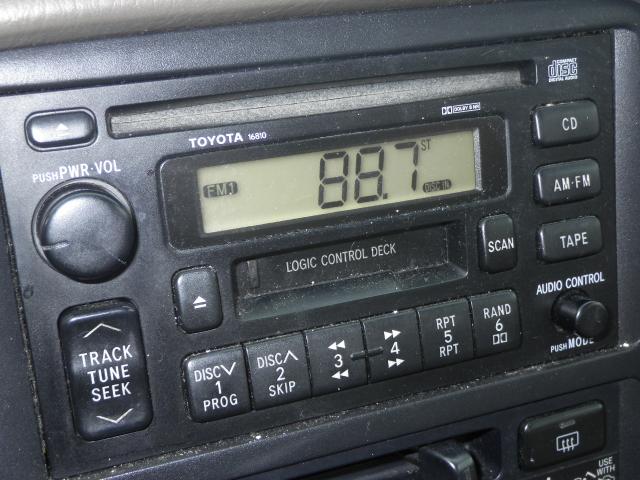 COMPACT
disc
DIGITAL AUDIO
DOLBY B NR
TOYOTA 16810
CD
PUSH PWR·VOL
FM1 88.7 ST
DISC IN
AM·FM
LOGIC CONTROL DECK
SCAN
TAPE
AUDIO CONTROL
PUSH MODE
TRACK
TUNE
SEEK
DISC 1 PROG
DISC 2 SKIP
3
4
RPT 5 RPT
RAND 6
USE
WITH